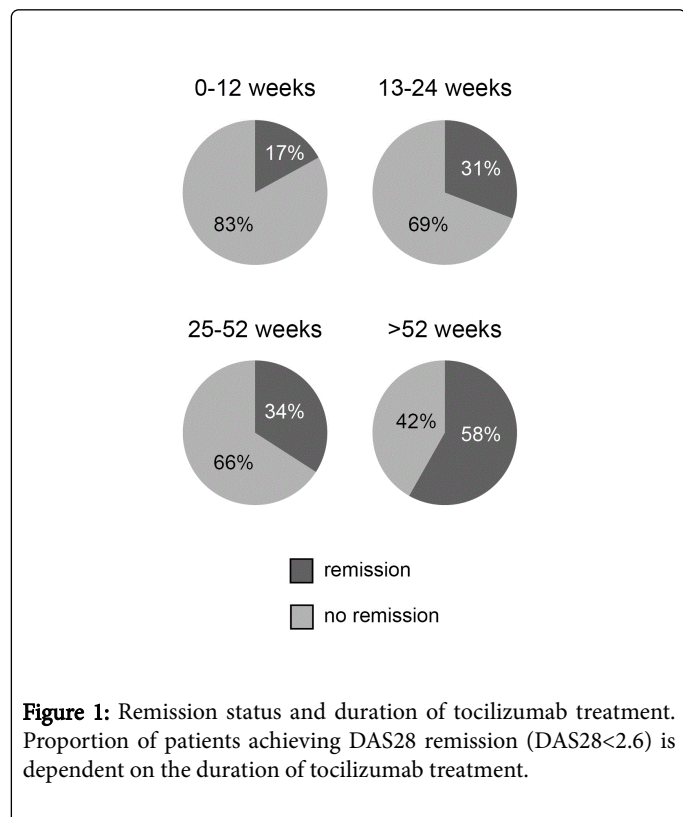 0-12 weeks
13-24 weeks
17%
31%
83%
69%
25-52 weeks
>52 weeks
34%
42%
58%
66%
remission
no remission
Figure 1: Remission status and duration of tocilizumab treatment.
Proportion of patients achieving DAS28 remission (DAS28<2.6) is
dependent on the duration of tocilizumab treatment.